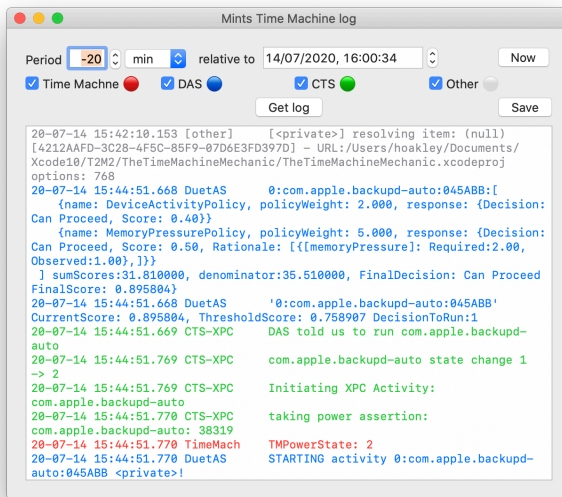 Mints Time Machine log
Period -20 min relative to 14/07/2020, 16:00:34 Now
Time Machne DAS CTS Other
Get log Save
20-07-14 15:42:10.153 [other] [<private>] resolving item: (null)
[4212AAFD-3C28-4F5C-85F9-07D6E3FD397D] – URL:/Users/hoakley/Documents/
Xcode10/T2M2/TheTimeMachineMechanic/TheTimeMachineMechanic.xcodeproj
options: 768
20-07-14 15:44:51.668 DuetAS 0:com.apple.backupd-auto:045ABB:[
{name: DeviceActivityPolicy, policyWeight: 2.000, response: {Decision:
Can Proceed, Score: 0.40}}
{name: MemoryPressurePolicy, policyWeight: 5.000, response: {Decision:
Can Proceed, Score: 0.50, Rationale: [{[memoryPressure]: Required:2.00,
Observed:1.00},]}}
] sumScores:31.810000, denominator:35.510000, FinalDecision: Can Proceed
FinalScore: 0.895804}
20-07-14 15:44:51.668 DuetAS '0:com.apple.backupd-auto:045ABB'
CurrentScore: 0.895804, ThresholdScore: 0.758907 DecisionToRun:1
20-07-14 15:44:51.669 CTS-XPC DAS told us to run com.apple.backupd-
auto
20-07-14 15:44:51.769 CTS-XPC com.apple.backupd-auto state change 1
-> 2
20-07-14 15:44:51.769 CTS-XPC Initiating XPC Activity:
com.apple.backupd-auto
20-07-14 15:44:51.770 CTS-XPC taking power assertion:
com.apple.backupd-auto: 38319
20-07-14 15:44:51.770 TimeMach TMPowerState: 2
20-07-14 15:44:51.770 DuetAS STARTING activity 0:com.apple.backupd-
auto:045ABB <private>!